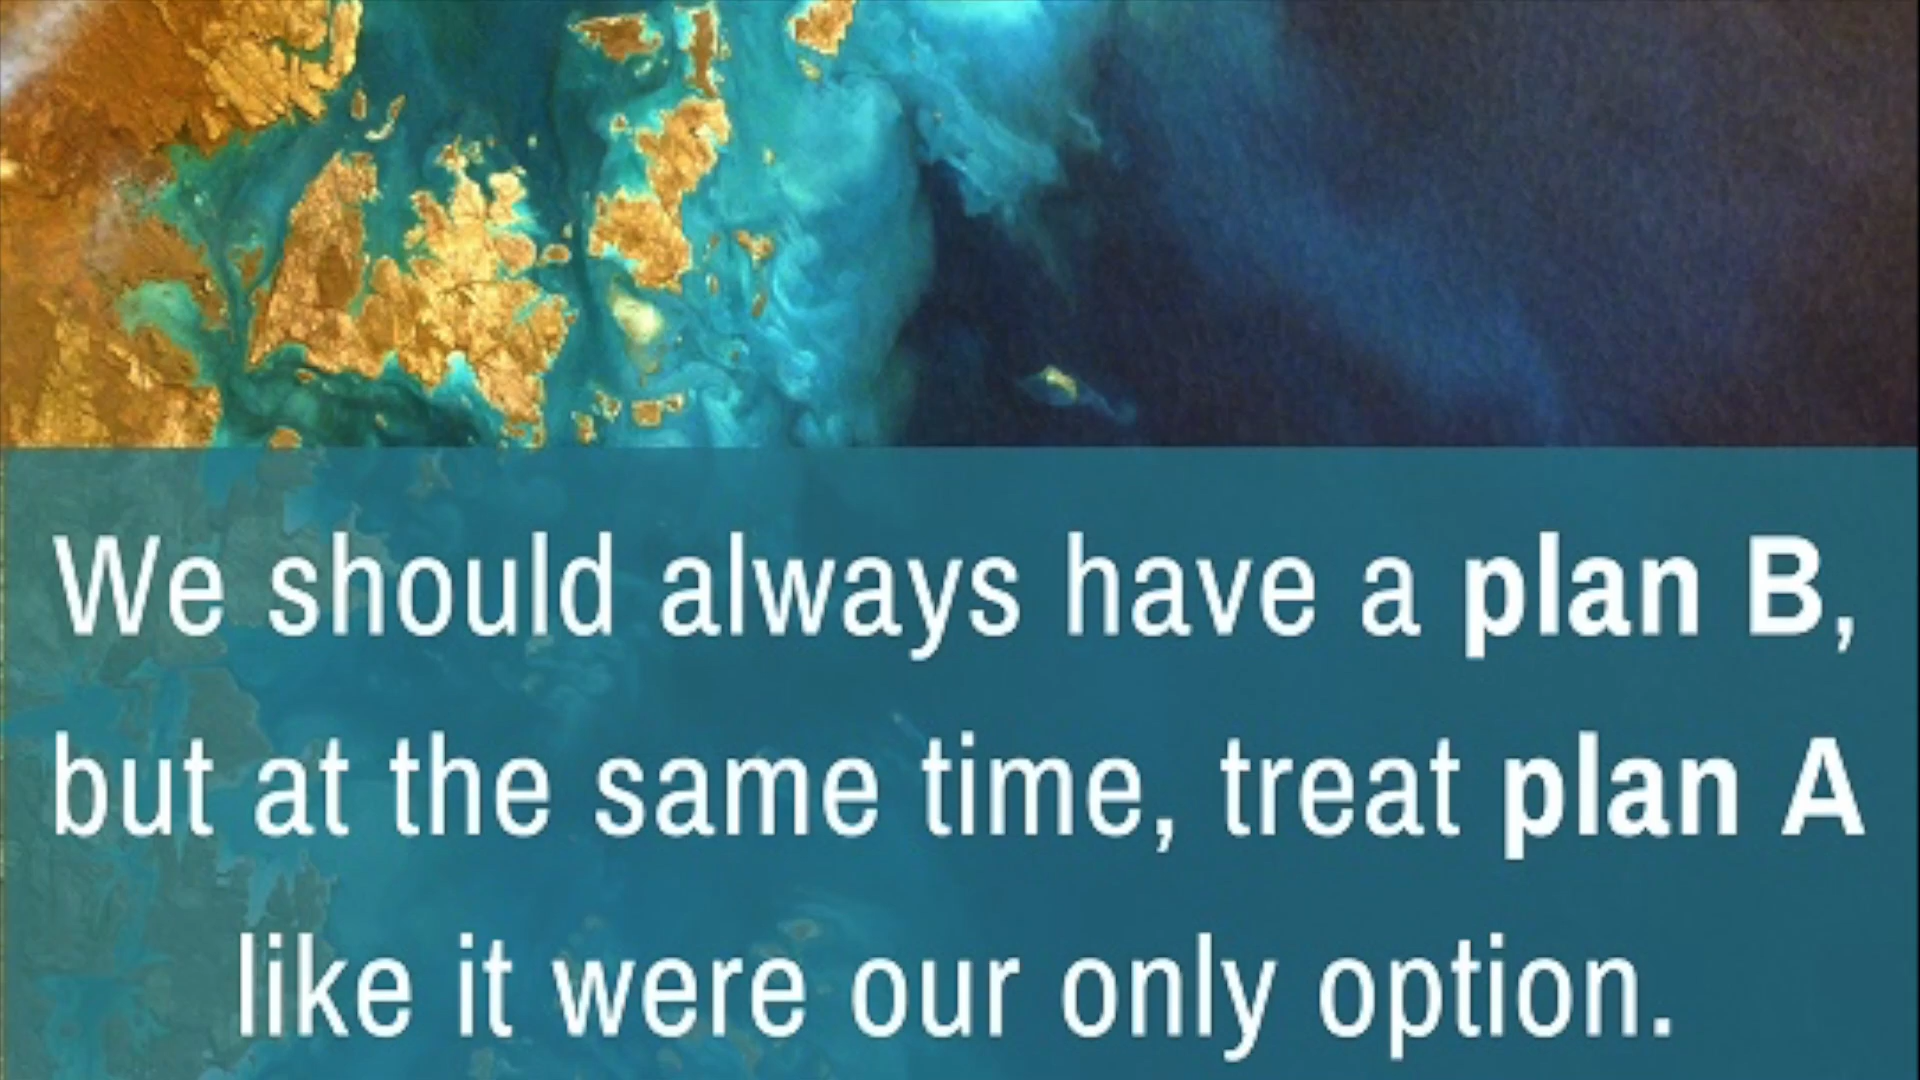 We should always have a plan B,
but at the same time, treat plan A
like it were our only option.